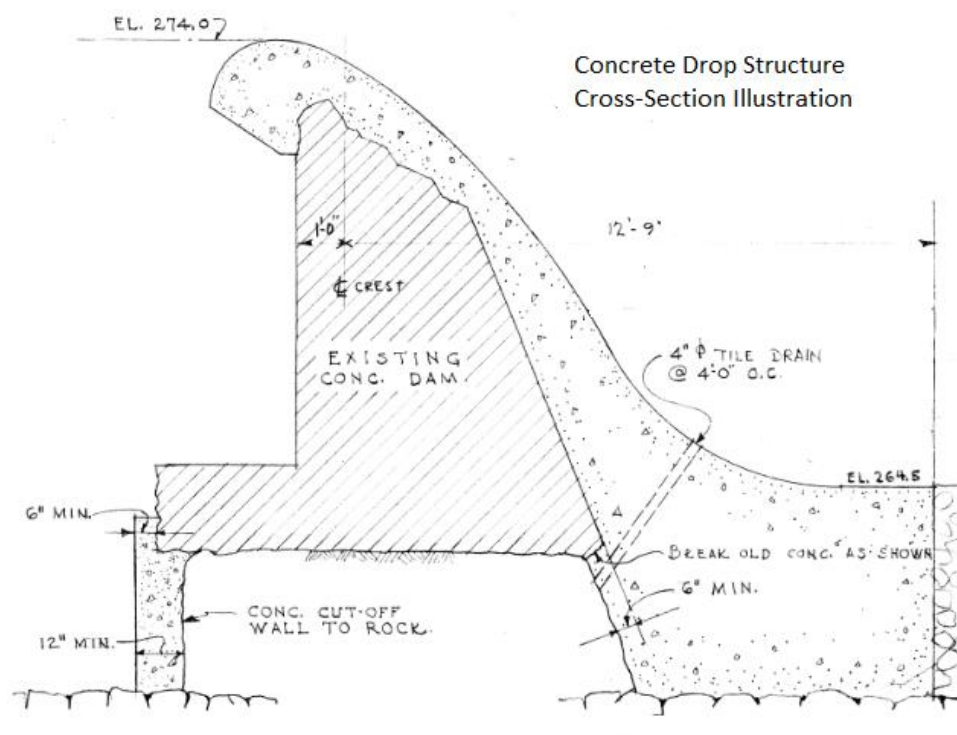 EL. 274.0
Concrete Drop Structure
Cross-Section Illustration
1'-0"
12'-9"
℄ CREST
EXISTING
CONC. DAM.
4" ϕ TILE DRAIN
@ 4'-0" O.C.
EL. 264.5
6" MIN.
BREAK OLD CONC. AS SHOWN
6" MIN.
CONC. CUT-OFF
WALL TO ROCK.
12" MIN.